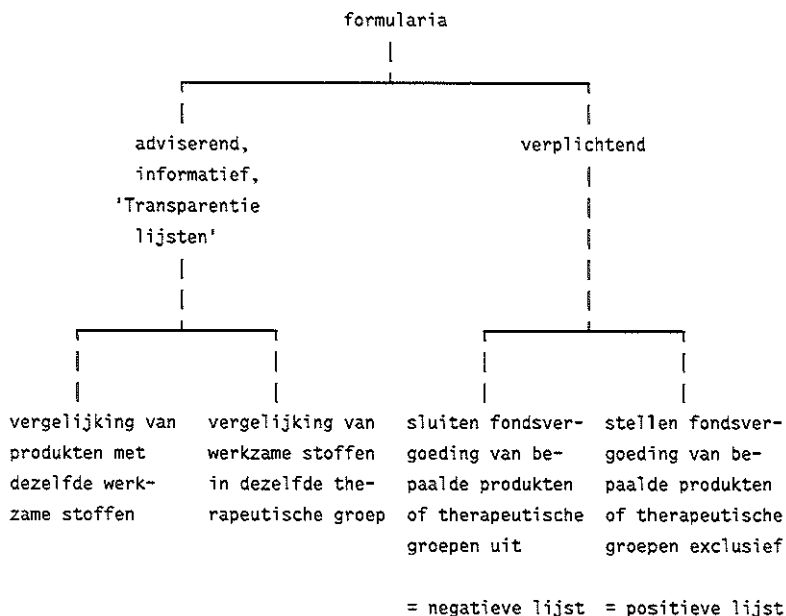 formularia
adviserend,
informatief,
'Transparentie
lijsten'
verplichtend
vergelijking van
produkten met
dezelfde werk-
zame stoffen
vergelijking van
werkzame stoffen
in dezelfde the-
rapeutische groep
sluiten fondsver-
goeding van be-
paalde produkten
of therapeutische
groepen uit
= negatieve lijst
stellen fondsver-
goeding van be-
paalde produkten
of therapeutische
groepen exclusief
= positieve lijst